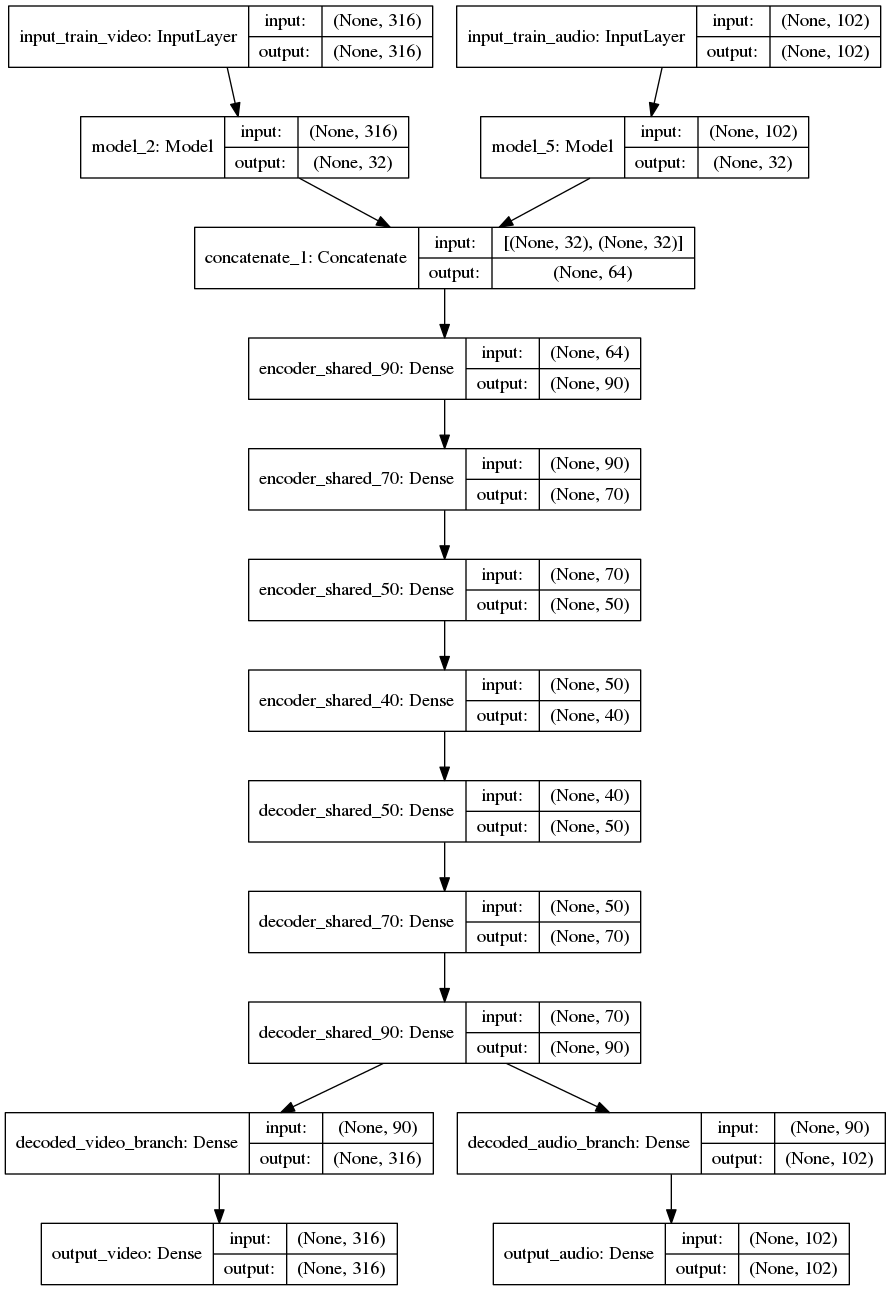 input_train_video: InputLayer
input: (None, 316)
output: (None, 316)
input_train_audio: InputLayer
input: (None, 102)
output: (None, 102)
model_2: Model
input: (None, 316)
output: (None, 32)
model_5: Model
input: (None, 102)
output: (None, 32)
concatenate_1: Concatenate
input: [(None, 32), (None, 32)]
output: (None, 64)
encoder_shared_90: Dense
input: (None, 64)
output: (None, 90)
encoder_shared_70: Dense
input: (None, 90)
output: (None, 70)
encoder_shared_50: Dense
input: (None, 70)
output: (None, 50)
encoder_shared_40: Dense
input: (None, 50)
output: (None, 40)
decoder_shared_50: Dense
input: (None, 40)
output: (None, 50)
decoder_shared_70: Dense
input: (None, 50)
output: (None, 70)
decoder_shared_90: Dense
input: (None, 70)
output: (None, 90)
decoded_video_branch: Dense
input: (None, 90)
output: (None, 316)
decoded_audio_branch: Dense
input: (None, 90)
output: (None, 102)
output_video: Dense
input: (None, 316)
output: (None, 316)
output_audio: Dense
input: (None, 102)
output: (None, 102)